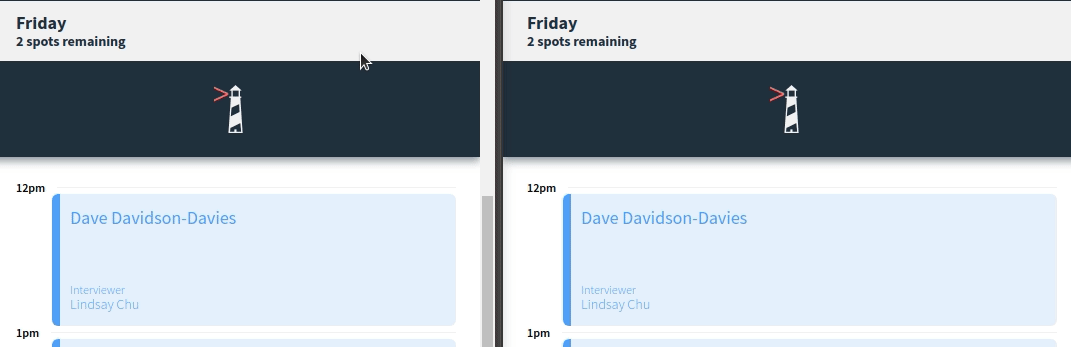 Friday
2 spots remaining
12pm
Dave Davidson-Davies
Interviewer
Lindsay Chu
1pm
Friday
2 spots remaining
12pm
Dave Davidson-Davies
Interviewer
Lindsay Chu
1pm